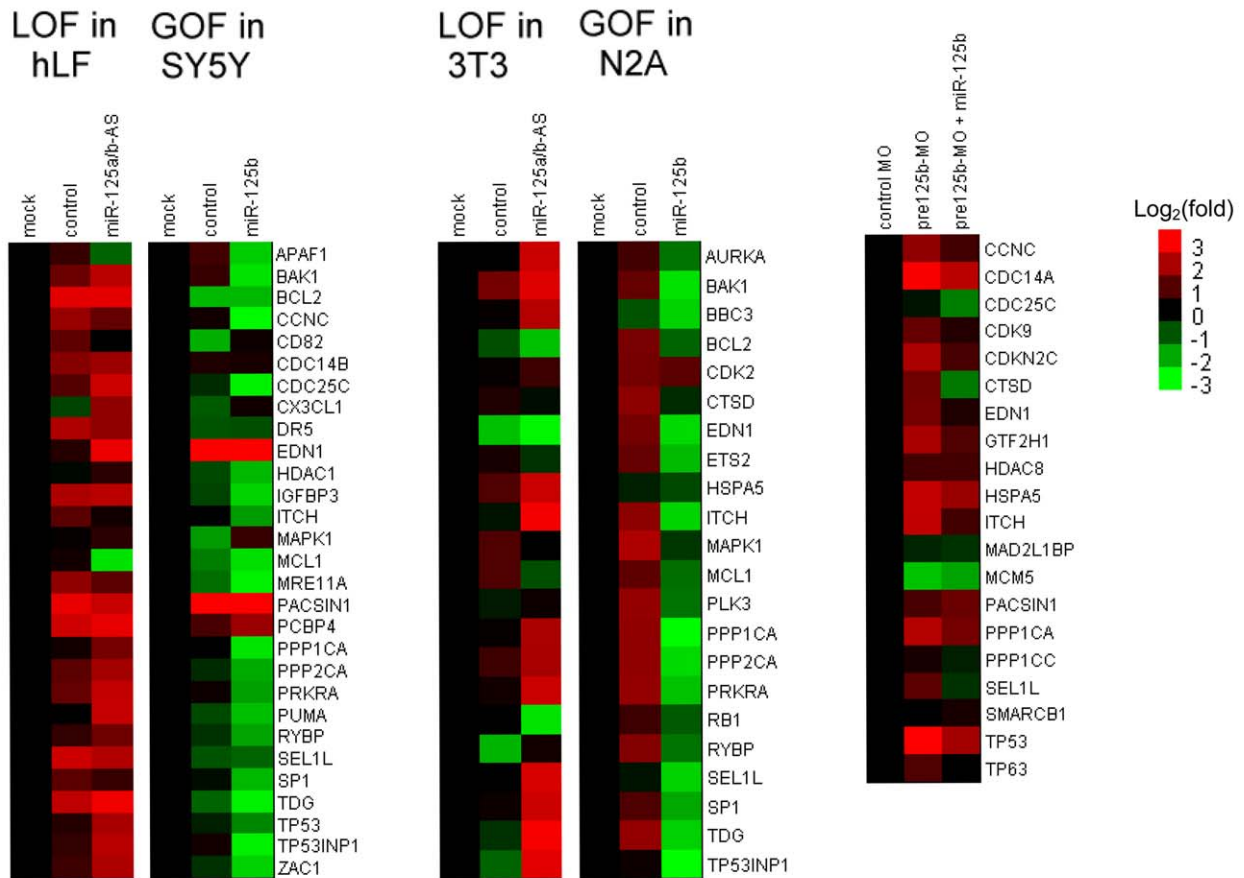 LOF in
hLF
GOF in
SY5Y
LOF in
3T3
GOF in
N2A
mock
control
miR-125a/b-AS
mock
control
miR-125b
mock
control
miR-125a/b-AS
mock
control
miR-125b
control MO
pre125b-MO
pre125b-MO + miR-125b
APAF1
BAK1
BCL2
CCNC
CD82
CDC14B
CDC25C
CX3CL1
DR5
EDN1
HDAC1
IGFBP3
ITCH
MAPK1
MCL1
MRE11A
PACSIN1
PCBP4
PPP1CA
PPP2CA
PRKRA
PUMA
RYBP
SEL1L
SP1
TDG
TP53
TP53INP1
ZAC1
AURKA
BAK1
BBC3
BCL2
CDK2
CTSD
EDN1
ETS2
HSPA5
ITCH
MAPK1
MCL1
PLK3
PPP1CA
PPP2CA
PRKRA
RB1
RYBP
SEL1L
SP1
TDG
TP53INP1
CCNC
CDC14A
CDC25C
CDK9
CDKN2C
CTSD
EDN1
GTF2H1
HDAC8
HSPA5
ITCH
MAD2L1BP
MCM5
PACSIN1
PPP1CA
PPP1CC
SEL1L
SMARCB1
TP53
TP63
Log₂(fold)
3
2
1
0
-1
-2
-3